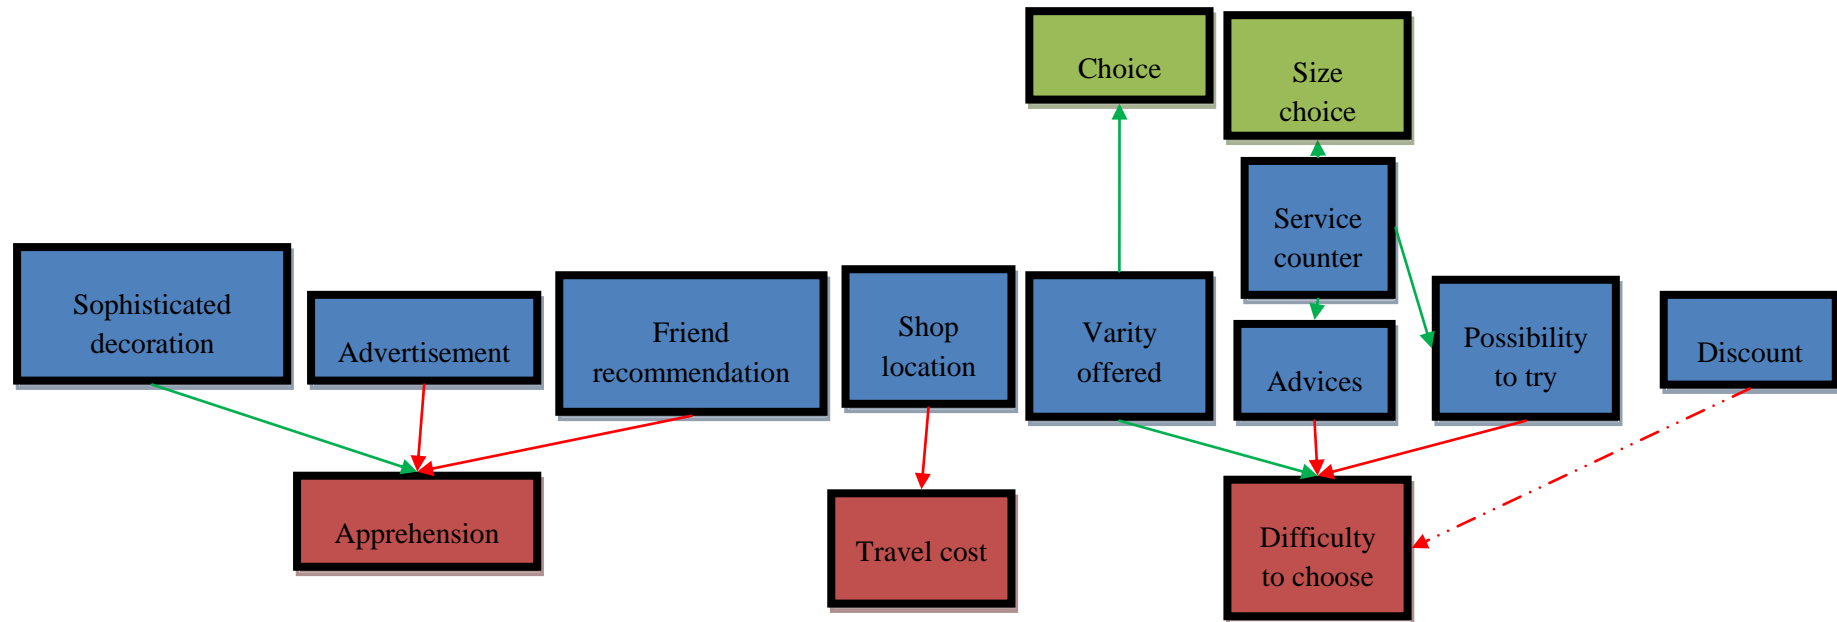 Choice
Size
choice
Service
counter
Sophisticated
decoration
Advertisement
Friend
recommendation
Shop
location
Varity
offered
Advices
Possibility
to try
Discount
Apprehension
Travel cost
Difficulty
to choose